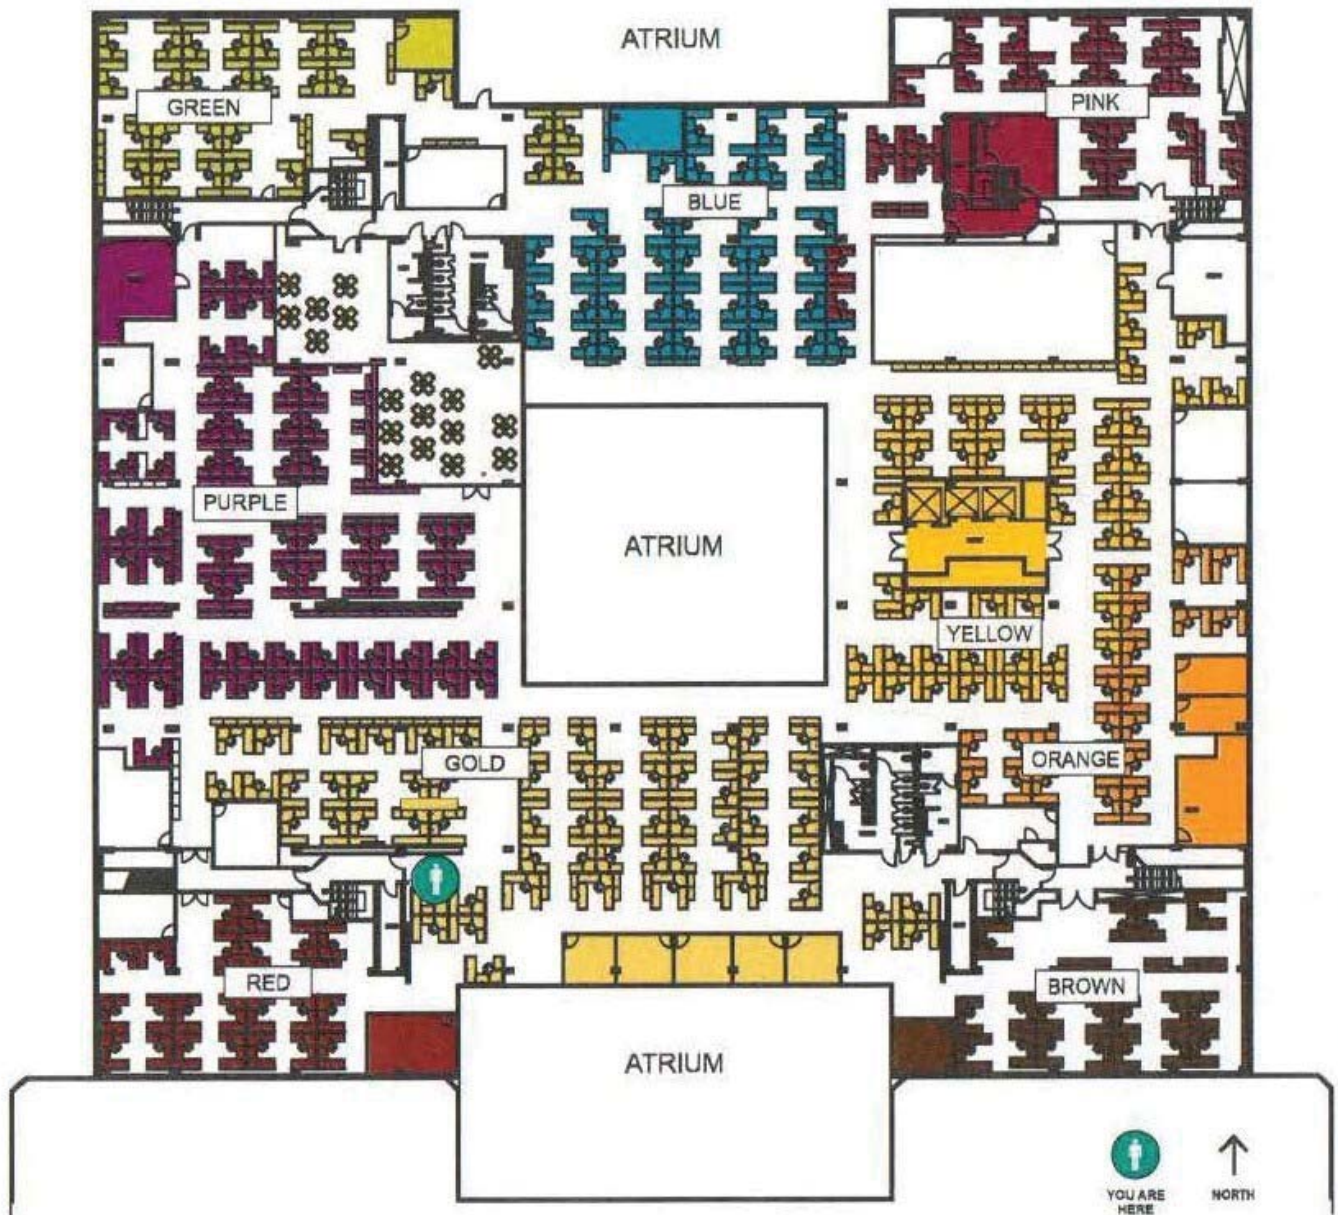 ATRIUM
GREEN
PINK
BLUE
PURPLE
ATRIUM
YELLOW
GOLD
ORANGE
RED
BROWN
ATRIUM
YOU ARE
HERE
NORTH